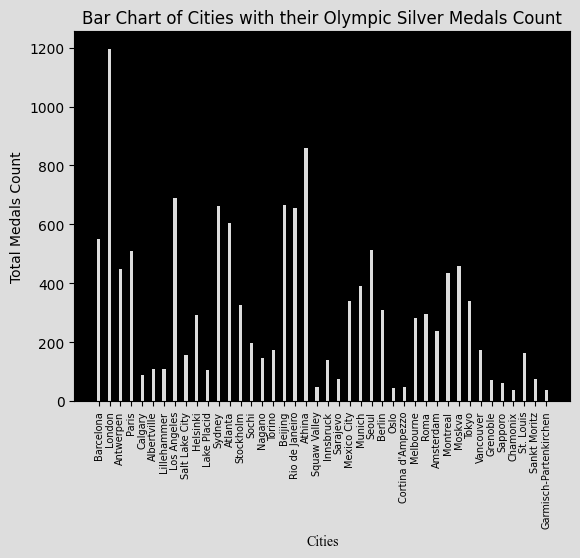 Bar Chart of Cities with their Olympic Silver Medals Count
1200
1000
800
600
400
200
0
Total Medals Count
Barcelona
London
Antwerpen
Paris
Calgary
Albertville
Lillehammer
Los Angeles
Salt Lake City
Helsinki
Lake Placid
Sydney
Atlanta
Stockholm
Sochi
Nagano
Torino
Beijing
Rio de Janeiro
Athina
Squaw Valley
Innsbruck
Sarajevo
Mexico City
Munich
Seoul
Berlin
Oslo
Cortina d'Ampezzo
Melbourne
Roma
Amsterdam
Montreal
Moskva
Tokyo
Vancouver
Grenoble
Sapporo
Chamonix
St. Louis
Sankt Moritz
Garmisch-Partenkirchen
Cities